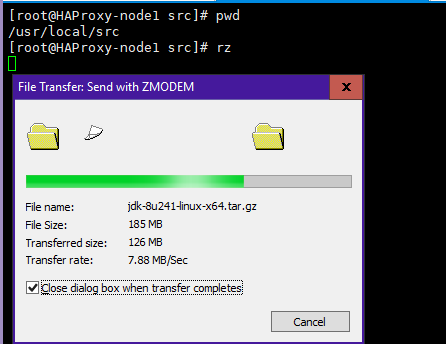 [root@HAProxy-node1 src]# pwd
/usr/local/src
[root@HAProxy-node1 src]# rz
File Transfer: Send with ZMODEM
File name: jdk-8u241-linux-x64.tar.gz
File Size: 185 MB
Transferred size: 126 MB
Transfer rate: 7.88 MB/Sec
Close dialog box when transfer completes
Cancel